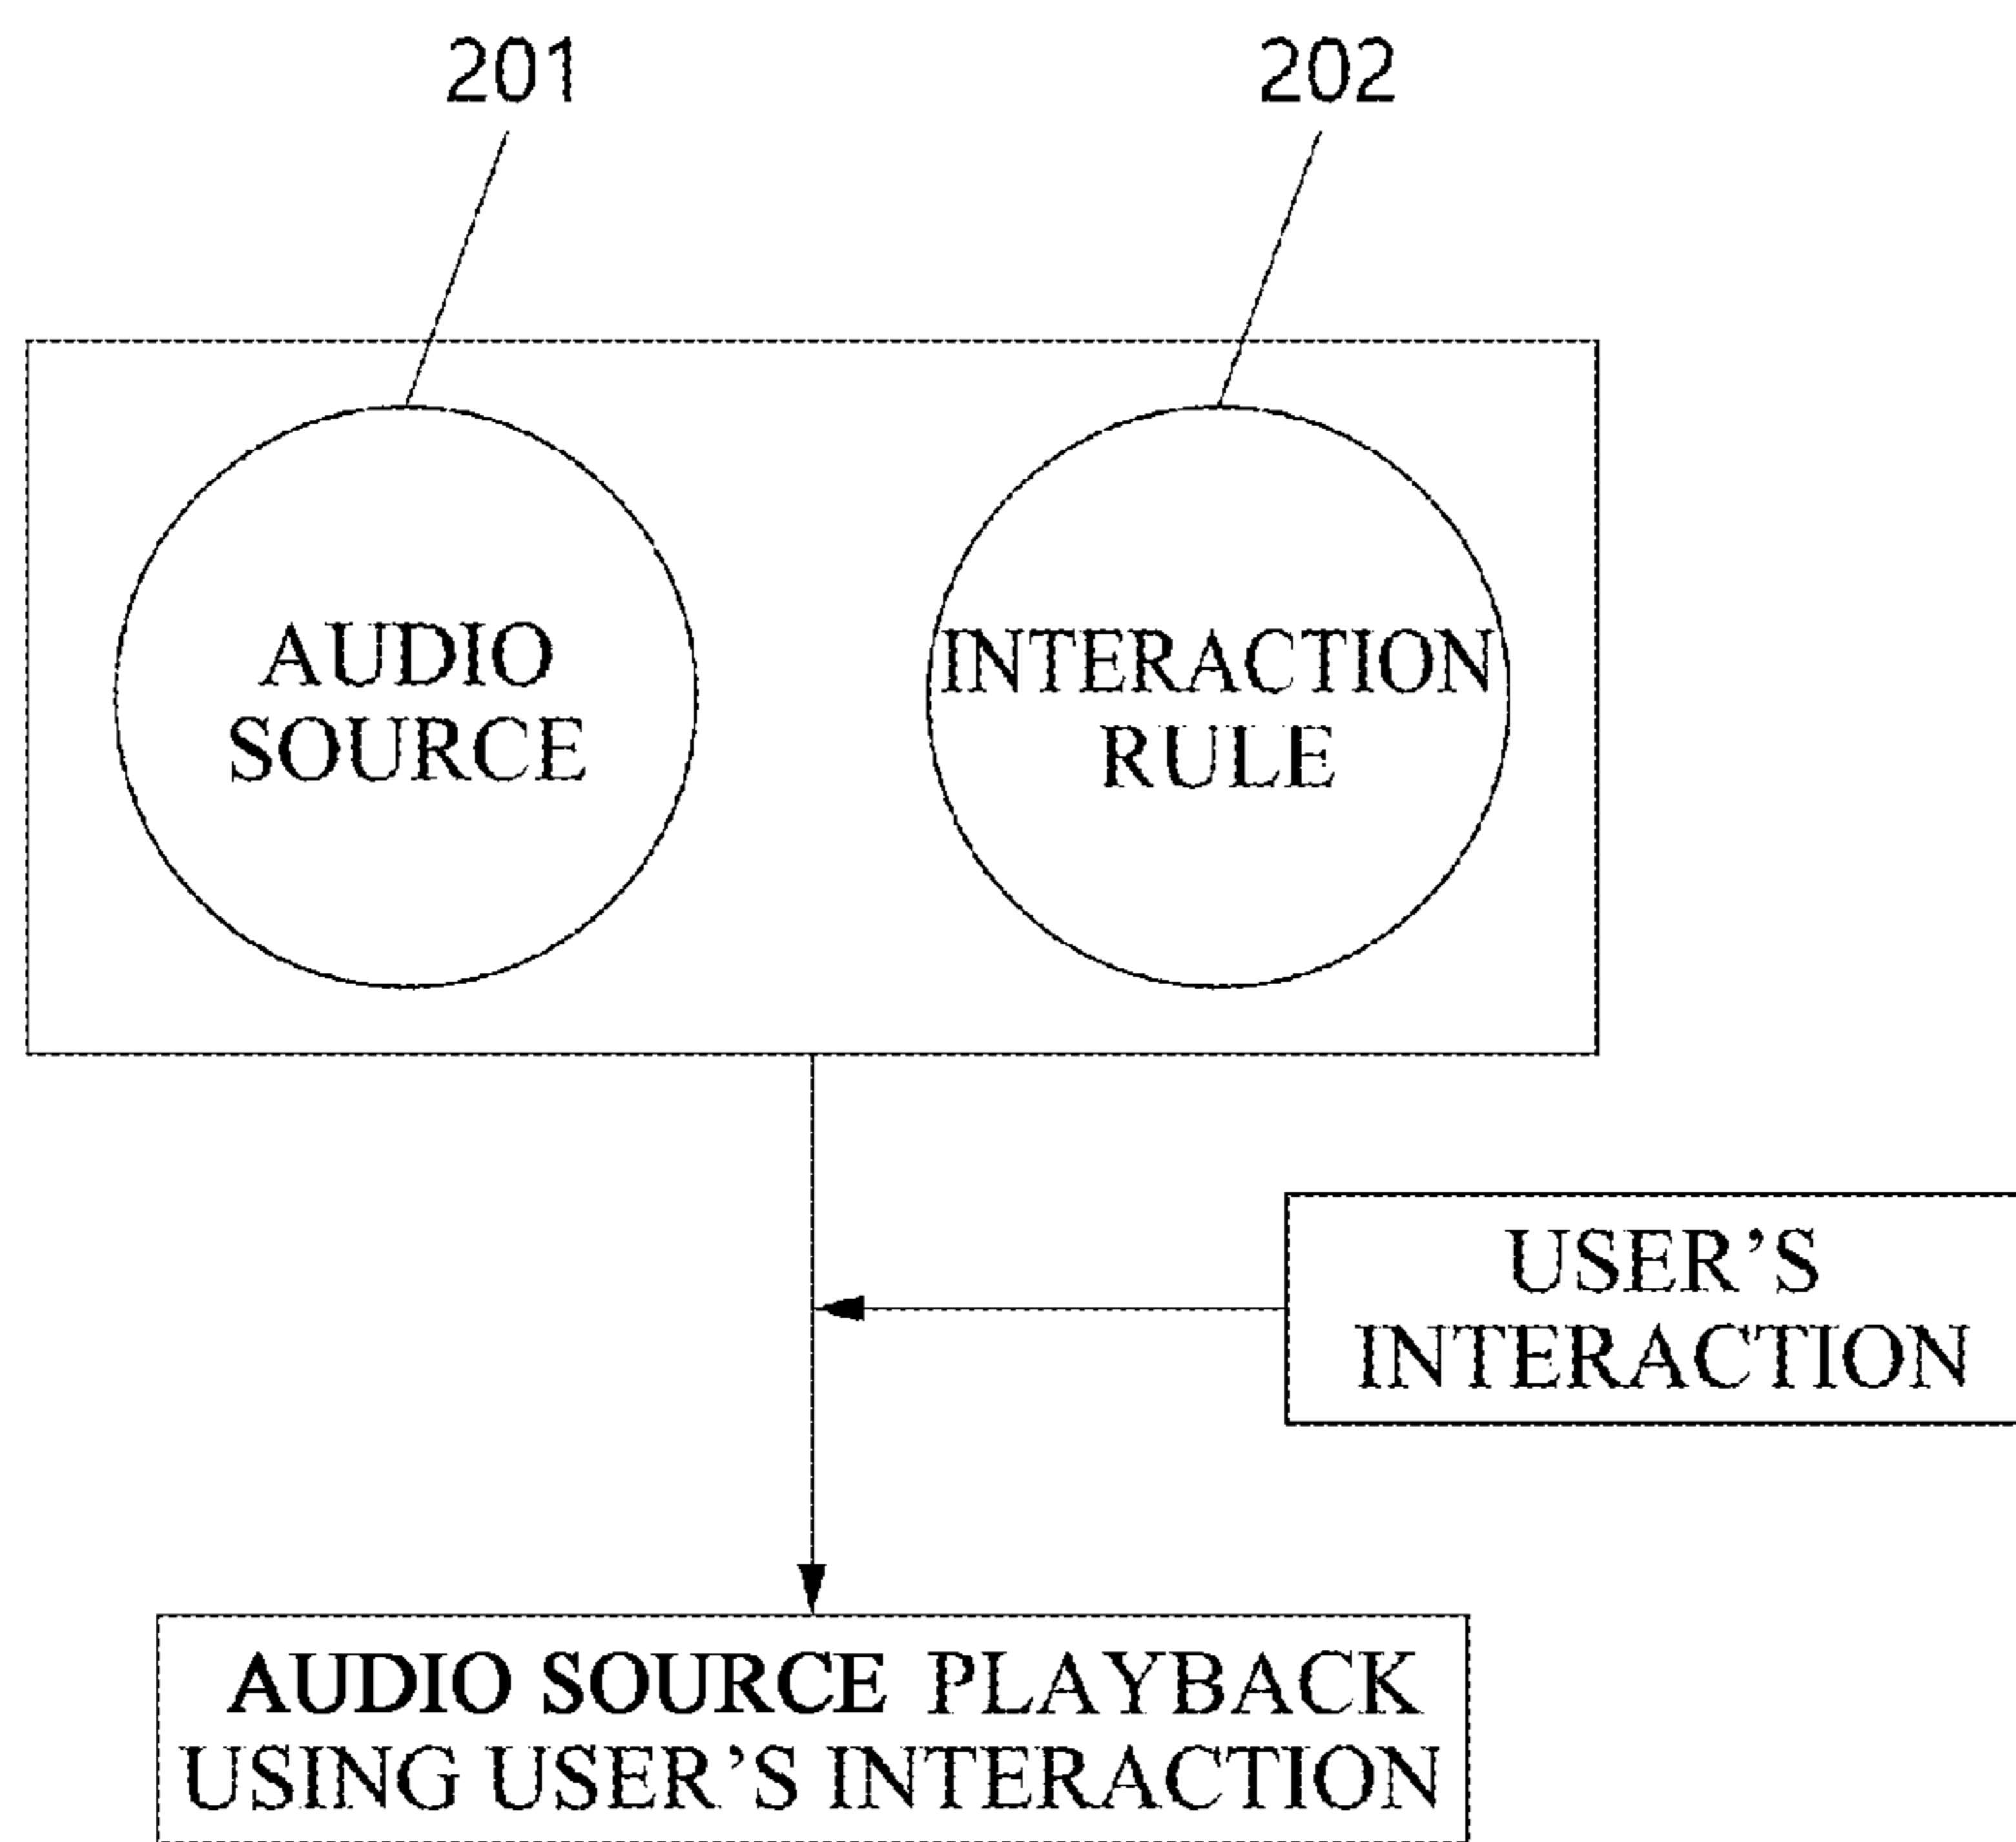 201
202
AUDIO
SOURCE
INTERACTION
RULE
USER’S
INTERACTION
AUDIO SOURCE PLAYBACK
USING USER’S INTERACTION